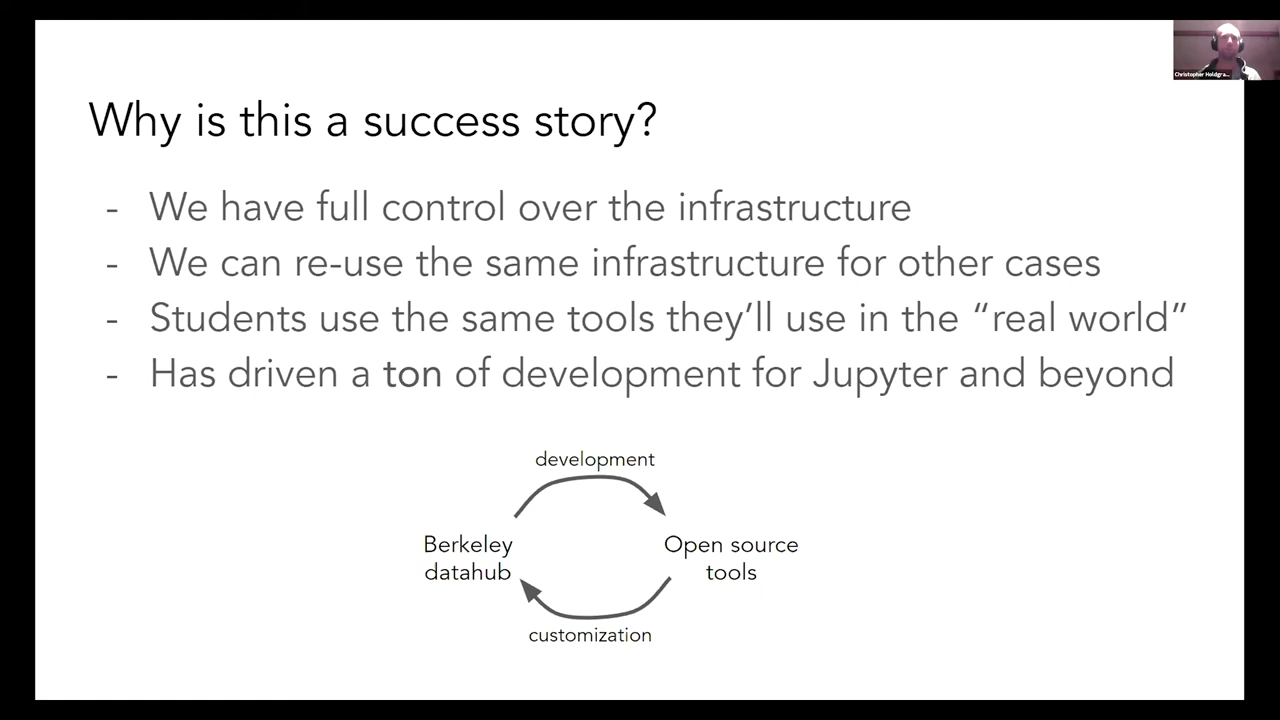 Christopher Holdgra...
Why is this a success story?
- We have full control over the infrastructure
- We can re-use the same infrastructure for other cases
- Students use the same tools they’ll use in the “real world”
- Has driven a ton of development for Jupyter and beyond
development
Berkeley
datahub
Open source
tools
customization